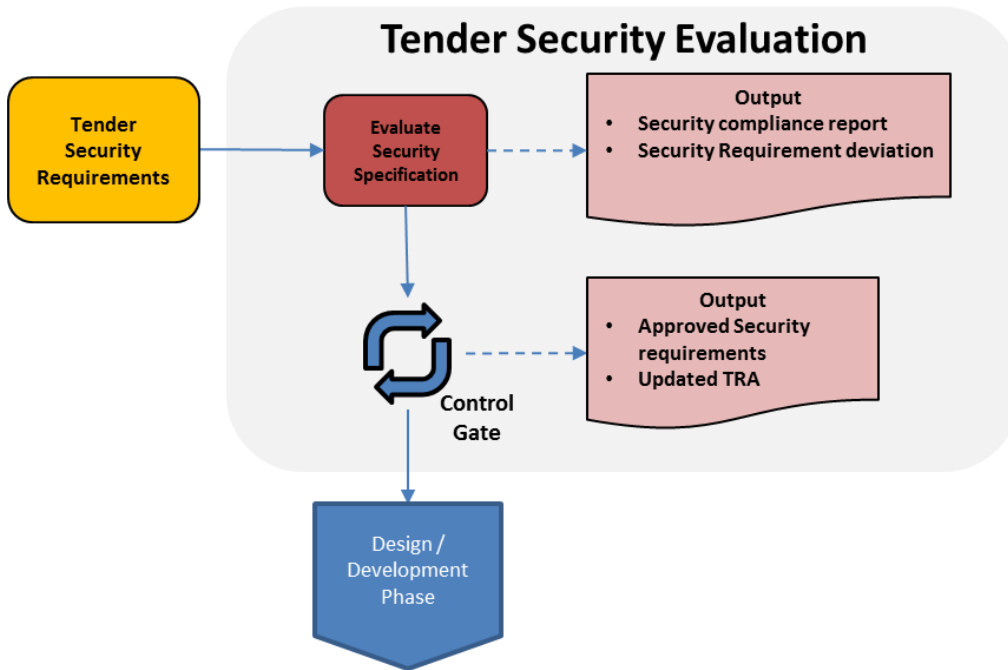 Tender Security Evaluation
Tender
Security
Requirements
Evaluate
Security
Specification
Output
• Security compliance report
• Security Requirement deviation
Output
• Approved Security
requirements
• Updated TRA
Control
Gate
Design /
Development
Phase